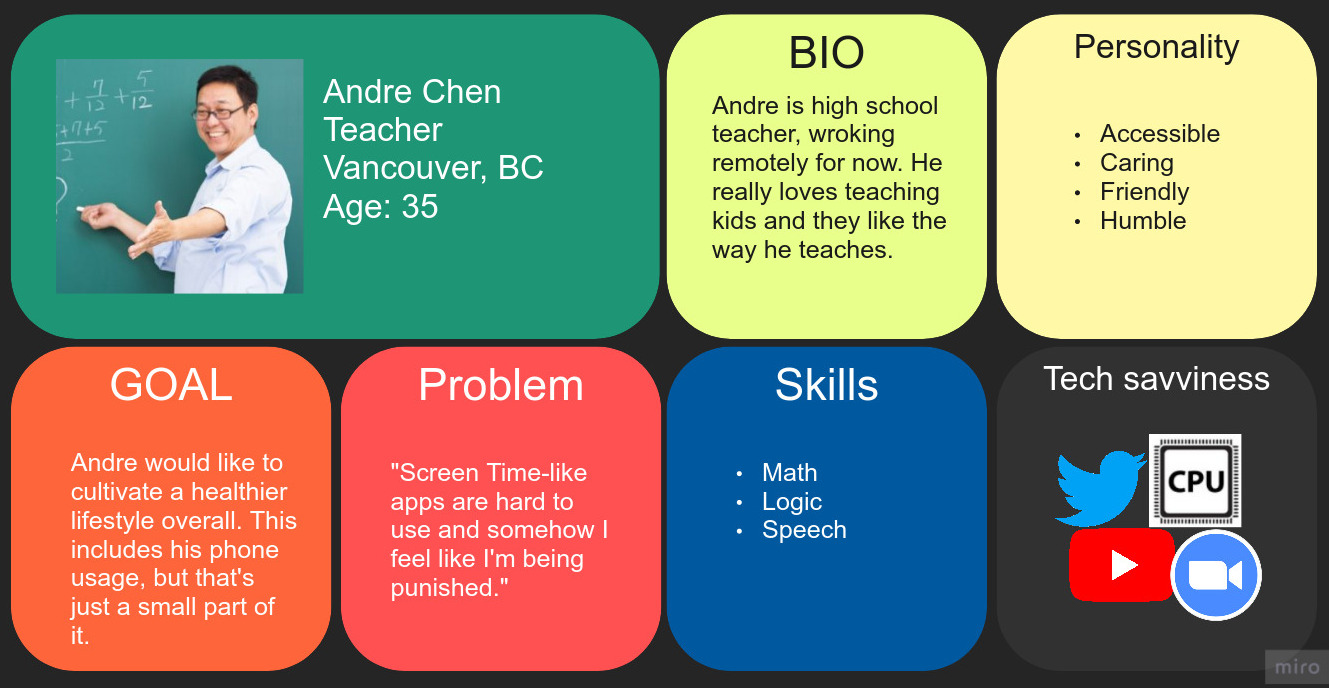 + 7/12 + 5/12
+7+5
2
Andre Chen
Teacher
Vancouver, BC
Age: 35
BIO
Andre is high school
teacher, wroking
remotely for now. He
really loves teaching
kids and they like the
way he teaches.
Personality
• Accessible
• Caring
• Friendly
• Humble
GOAL
Andre would like to
cultivate a healthier
lifestyle overall. This
includes his phone
usage, but that's
just a small part of
it.
Problem
"Screen Time-like
apps are hard to
use and somehow I
feel like I'm being
punished."
Skills
• Math
• Logic
• Speech
Tech savviness
CPU
miro